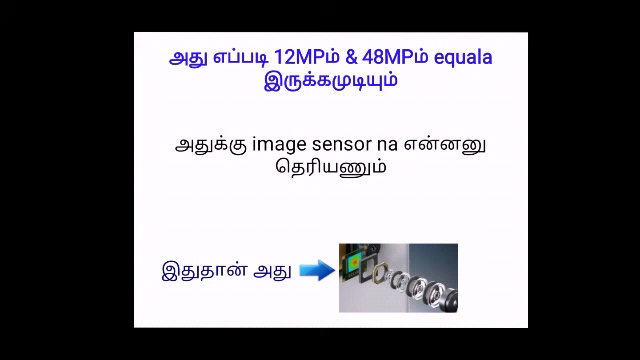 அது எப்படி 12MPம் & 48MPம் equala
இருக்கமுடியும்
அதுக்கு image sensor na என்னனு
தெரியணும்
இதுதான் அது